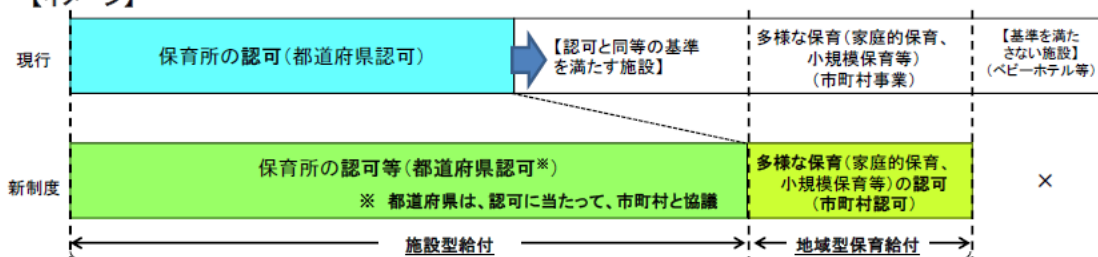 【イメージ】
現行
保育所の認可(都道府県認可)
【認可と同等の基準
を満たす施設】
多様な保育(家庭的保育、
小規模保育等)
(市町村事業)
【基準を満た
さない施設】
(ベビーホテル等)
新制度
保育所の認可等(都道府県認可※)
※ 都道府県は、認可に当たって、市町村と協議
多様な保育(家庭的保育、
小規模保育等)の認可
(市町村認可)
×
施設型給付
地域型保育給付